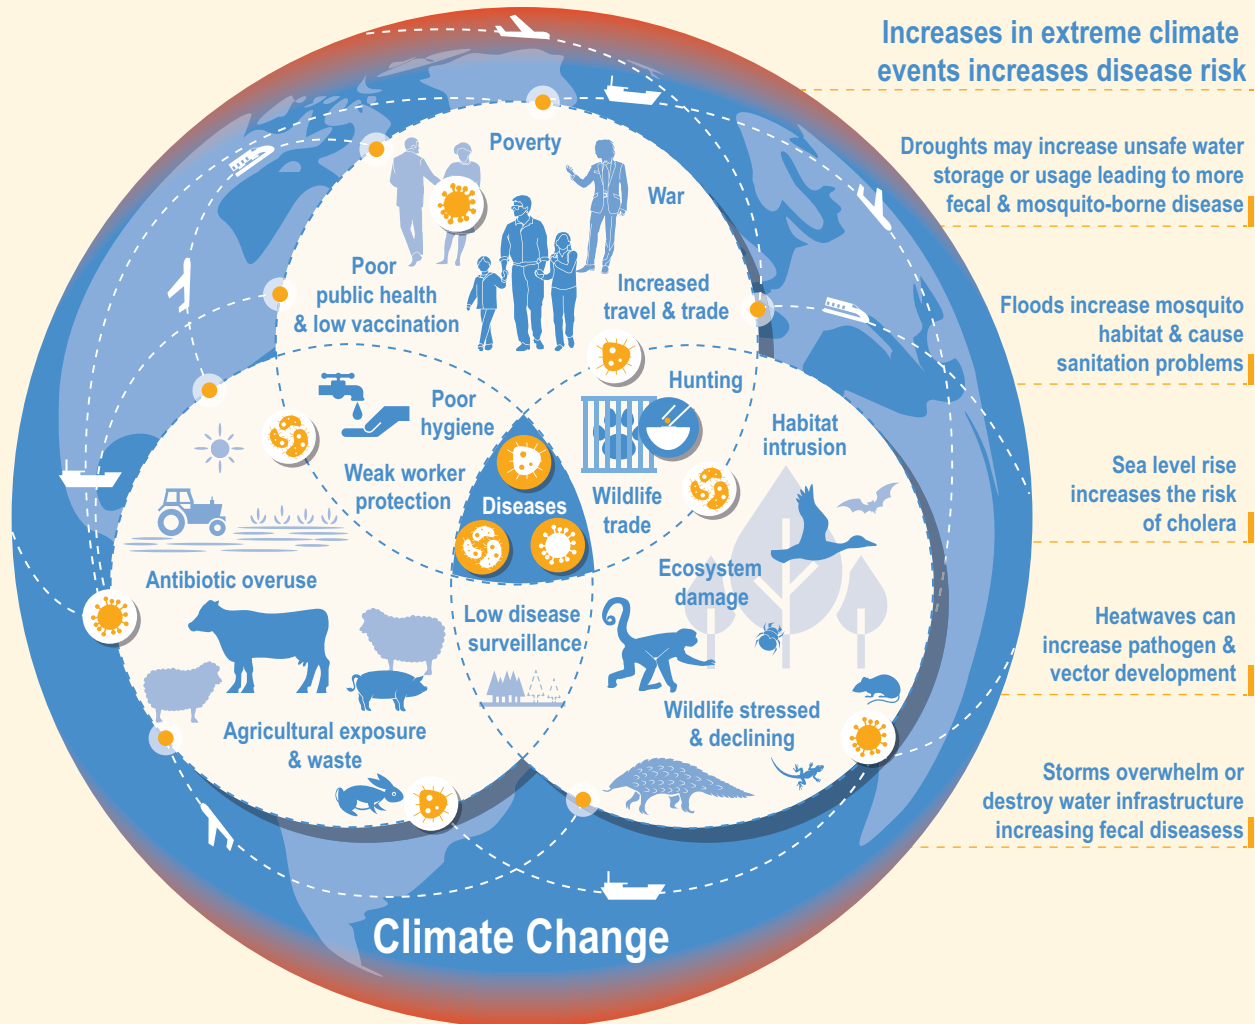 Increases in extreme climate
events increases disease risk
Droughts may increase unsafe water
storage or usage leading to more
fecal & mosquito-borne disease
Floods increase mosquito
habitat & cause
sanitation problems
Sea level rise
increases the risk
of cholera
Heatwaves can
increase pathogen &
vector development
Storms overwhelm or
destroy water infrastructure
increasing fecal diseasess
Poverty
War
Poor
public health
& low vaccination
Increased
travel & trade
Poor
hygiene
Weak worker
protection
Hunting
Wildlife
trade
Habitat
intrusion
Diseases
Antibiotic overuse
Low disease
surveillance
Ecosystem
damage
Agricultural exposure
& waste
Wildlife stressed
& declining
Climate Change